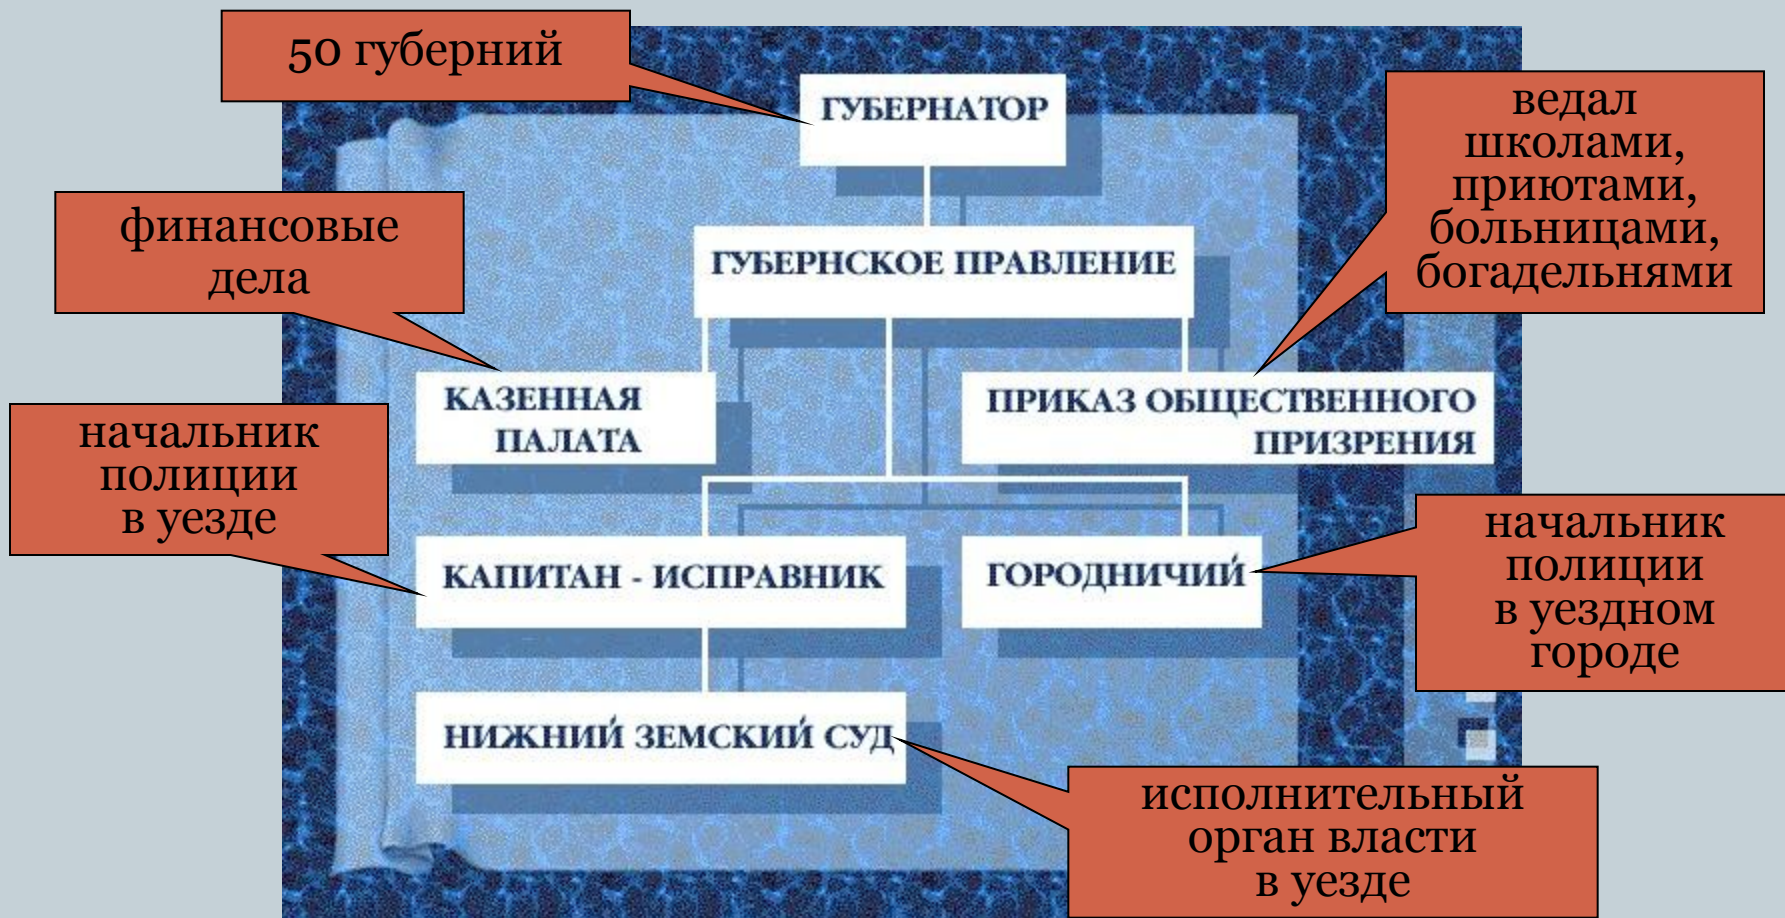 50 губерний
ГУБЕРНАТОР
ведал
школами,
приютами,
больницами,
богадельнями
финансовые
дела
ГУБЕРНСКОЕ ПРАВЛЕНИЕ
КАЗЕННАЯ
ПАЛАТА
ПРИКАЗ ОБЩЕСТВЕННОГО
ПРИЗРЕНИЯ
начальник
полиции
в уезде
КАПИТАН - ИСПРАВНИК
ГОРОДНИЧИЙ
начальник
полиции
в уездном
городе
НИЖНИЙ ЗЕМСКИЙ СУД
исполнительный
орган власти
в уезде